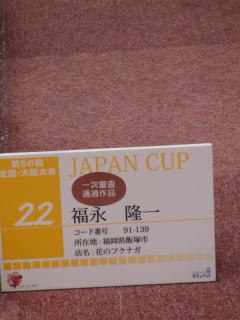 第56回
全国・大阪大会
JAPAN CUP
一次審査
通過作品
22
福永 隆一
コード番号 91-139
所在地：福岡県飯塚市
店名：花のフクナガ